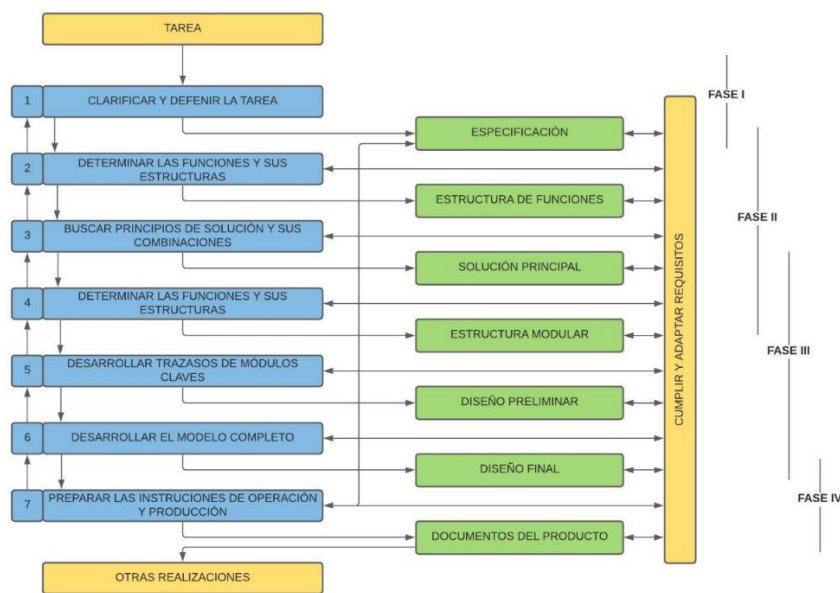 TAREA
1
CLARIFICAR Y DEFENIR LA TAREA
FASE I
ESPECIFICACIÓN
2
DETERMINAR LAS FUNCIONES Y SUS
ESTRUCTURAS
ESTRUCTURA DE FUNCIONES
FASE II
3
BUSCAR PRINCIPIOS DE SOLUCIÓN Y SUS
COMBINACIONES
SOLUCIÓN PRINCIPAL
4
DETERMINAR LAS FUNCIONES Y SUS
ESTRUCTURAS
ESTRUCTURA MODULAR
FASE III
5
DESARROLLAR TRAZASOS DE MÓDULOS
CLAVES
DISEÑO PRELIMINAR
6
DESARROLLAR EL MODELO COMPLETO
DISEÑO FINAL
7
PREPARAR LAS INSTRUCIONES DE OPERACIÓN
Y PRODUCCIÓN
FASE IV
DOCUMENTOS DEL PRODUCTO
OTRAS REALIZACIONES
CUMPLIR Y ADAPTAR REQUISITOS